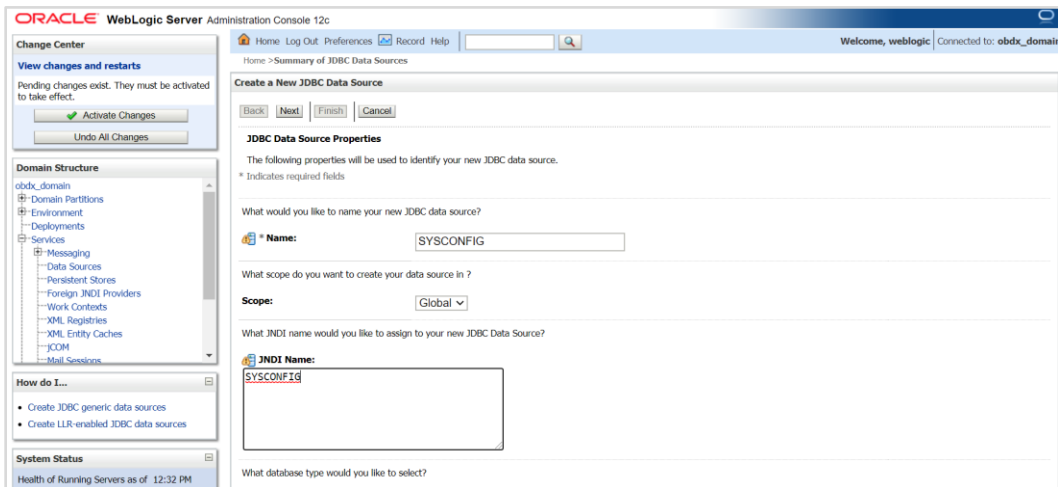 ORACLE WebLogic Server Administration Console 12c
Change Center
View changes and restarts
Pending changes exist. They must be activated
to take effect.
Activate Changes
Undo All Changes
Domain Structure
obdx_domain
Domain Partitions
Environment
Deployments
Services
Messaging
Data Sources
Persistent Stores
Foreign JNDI Providers
Work Contexts
XML Registries
XML Entity Caches
jCOM
Mail Sessions
How do I...
Create JDBC generic data sources
Create LLR-enabled JDBC data sources
System Status
Health of Running Servers as of 12:32 PM
Home Log Out Preferences Record Help
Welcome, weblogic Connected to: obdx_domain
Home >Summary of JDBC Data Sources
Create a New JDBC Data Source
Back Next Finish Cancel
JDBC Data Source Properties
The following properties will be used to identify your new JDBC data source.
* Indicates required fields
What would you like to name your new JDBC data source?
* Name: SYSCONFIG
What scope do you want to create your data source in ?
Scope: Global
What JNDI name would you like to assign to your new JDBC Data Source?
JNDI Name:
SYSCONFIG
What database type would you like to select?